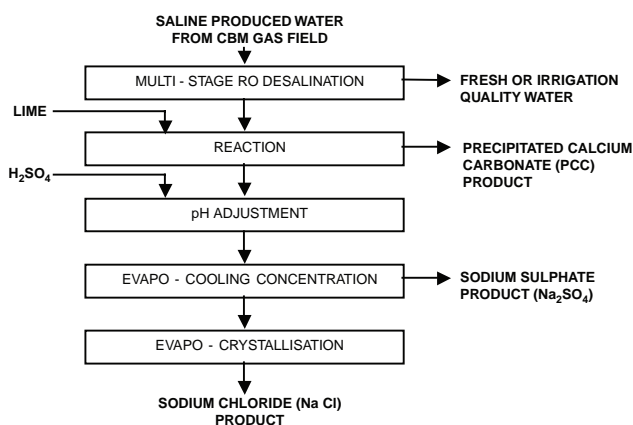 SALINE PRODUCED WATER
FROM CBM GAS FIELD
MULTI - STAGE RO DESALINATION
FRESH OR IRRIGATION
QUALITY WATER
LIME
REACTION
PRECIPITATED CALCIUM
CARBONATE (PCC)
PRODUCT
H₂SO₄
pH ADJUSTMENT
EVAPO - COOLING CONCENTRATION
SODIUM SULPHATE
PRODUCT (Na₂SO₄)
EVAPO - CRYSTALLISATION
SODIUM CHLORIDE (Na Cl)
PRODUCT